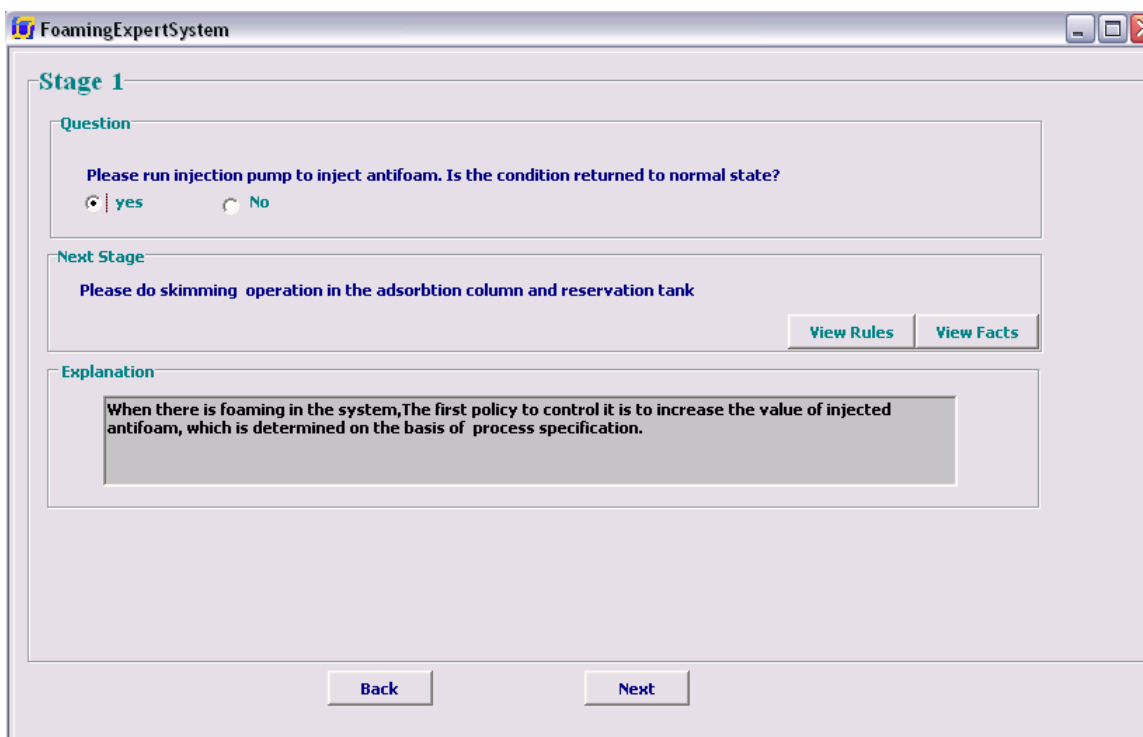 FoamingExpertSystem
Stage 1
Question
Please run injection pump to inject antifoam. Is the condition returned to normal state?
yes No
Next Stage
Please do skimming operation in the adsorbtion column and reservation tank
View Rules View Facts
Explanation
When there is foaming in the system,The first policy to control it is to increase the value of injected
antifoam, which is determined on the basis of process specification.
Back Next